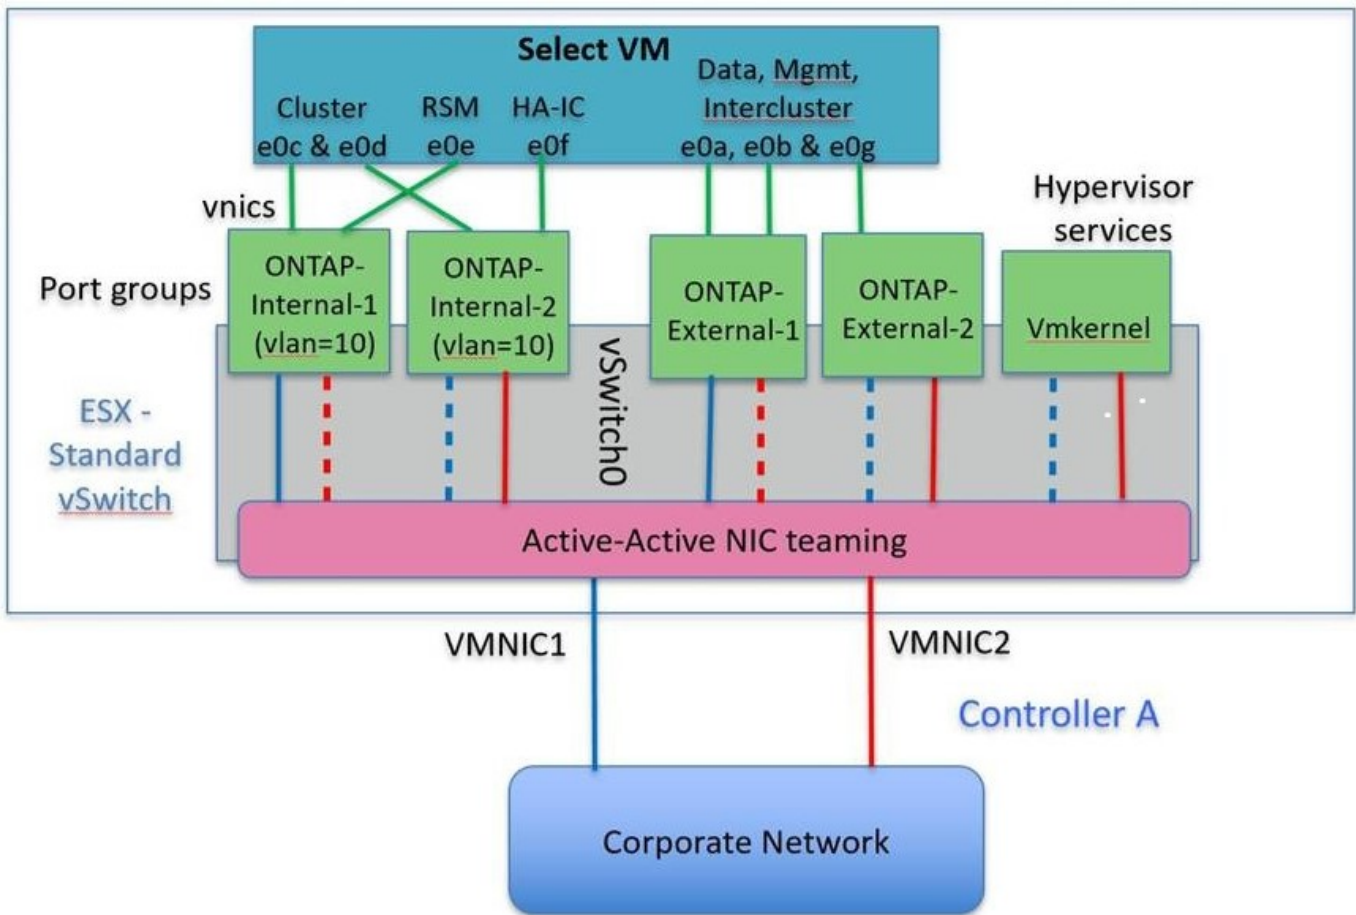 Select VM
Cluster
e0c & e0d
RSM
e0e
HA-IC
e0f
Data, Mgmt,
Intercluster
e0a, e0b & e0g
vnics
Hypervisor
services
Port groups
ONTAP-
Internal-1
(vlan=10)
ONTAP-
Internal-2
(vlan=10)
ONTAP-
External-1
ONTAP-
External-2
Vmkernel
vSwitch0
ESX -
Standard
vSwitch
Active-Active NIC teaming
VMNIC1
VMNIC2
Controller A
Corporate Network